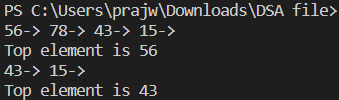 PS C:\Users\prajw\Downloads\DSA file>
56-> 78-> 43-> 15->
Top element is 56
43-> 15->
Top element is 43